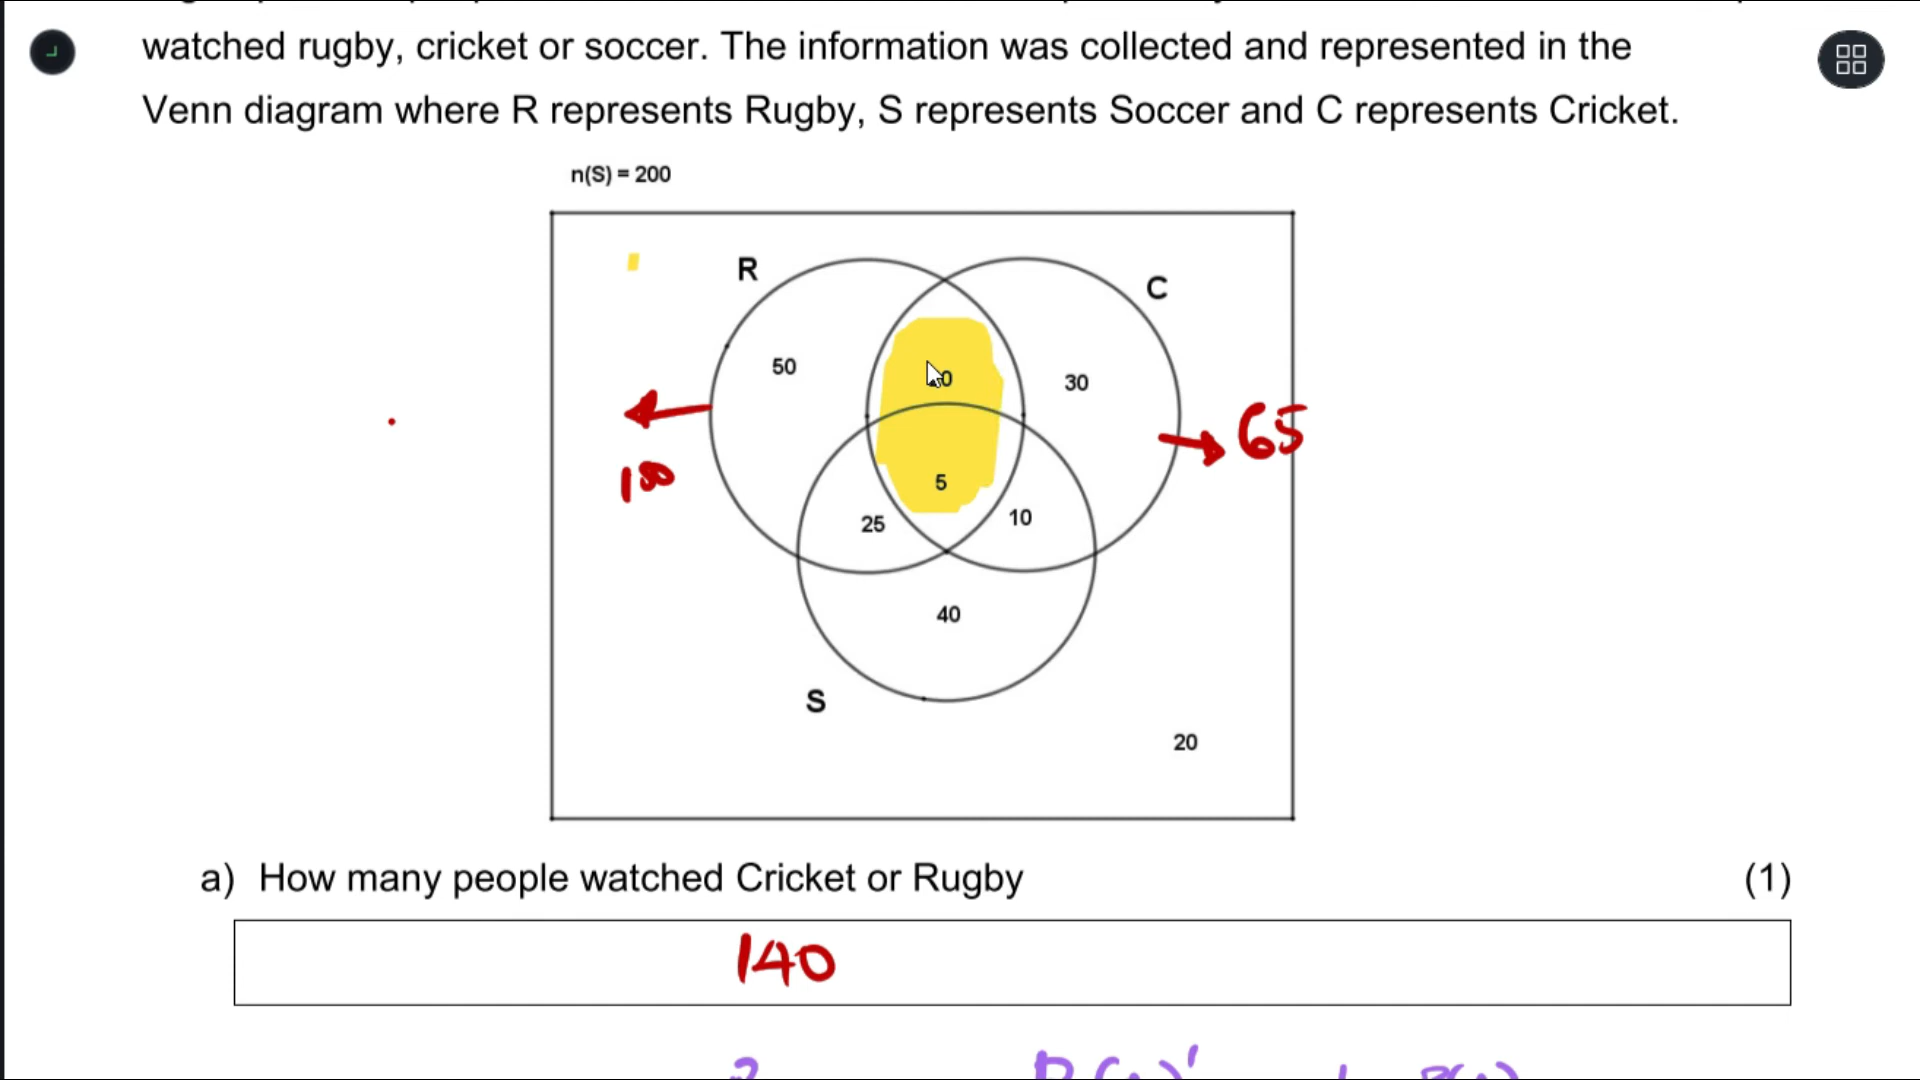 watched rugby, cricket or soccer. The information was collected and represented in the
Venn diagram where R represents Rugby, S represents Soccer and C represents Cricket.
n(S) = 200
R
C
50
30
65
5
25
10
40
S
20
a) How many people watched Cricket or Rugby (1)
140